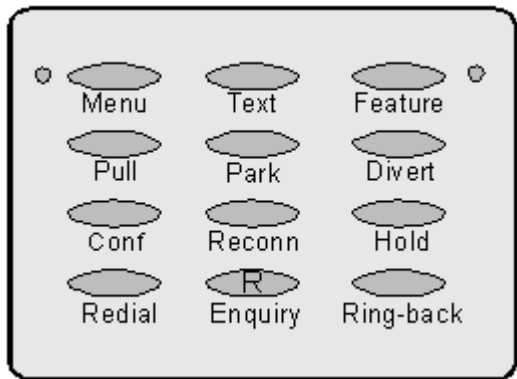 Menu Text Feature
Pull Park Divert
Conf Reconn Hold
R
Redial Enquiry Ring-back